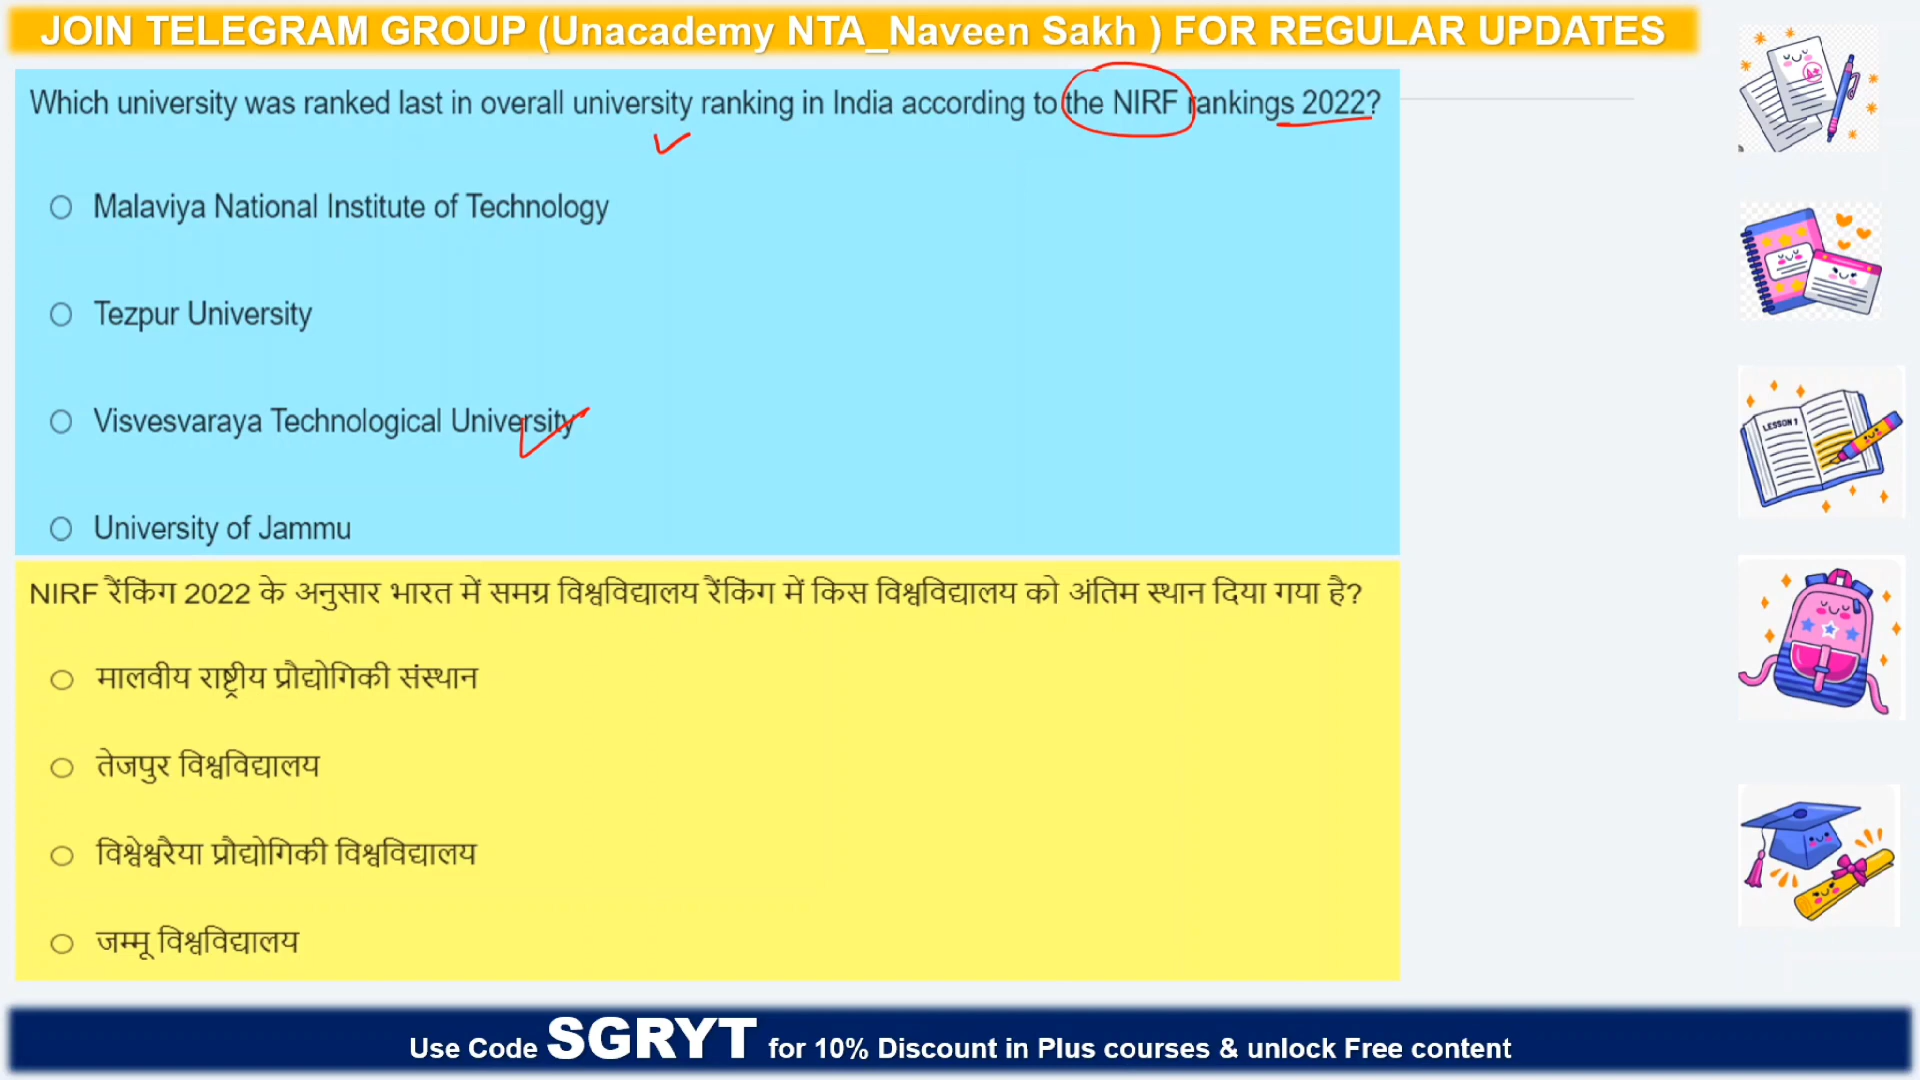 JOIN TELEGRAM GROUP (Unacademy NTA_Naveen Sakh ) FOR REGULAR UPDATES
Which university was ranked last in overall university ranking in India according to the NIRF rankings 2022?
Malaviya National Institute of Technology
Tezpur University
Visvesvaraya Technological University
University of Jammu
NIRF रैंकिंग 2022 के अनुसार भारत में समग्र विश्वविद्यालय रैंकिंग में किस विश्वविद्यालय को अंतिम स्थान दिया गया है?
मालवीय राष्ट्रीय प्रौद्योगिकी संस्थान
तेजपुर विश्वविद्यालय
विश्वेश्वरैया प्रौद्योगिकी विश्वविद्यालय
जम्मू विश्वविद्यालय
A+
LESSON 1
Use Code SGRYT for 10% Discount in Plus courses & unlock Free content